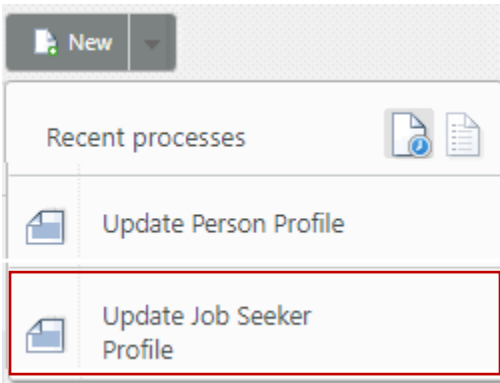 New
Recent processes
Update Person Profile
Update Job Seeker
Profile